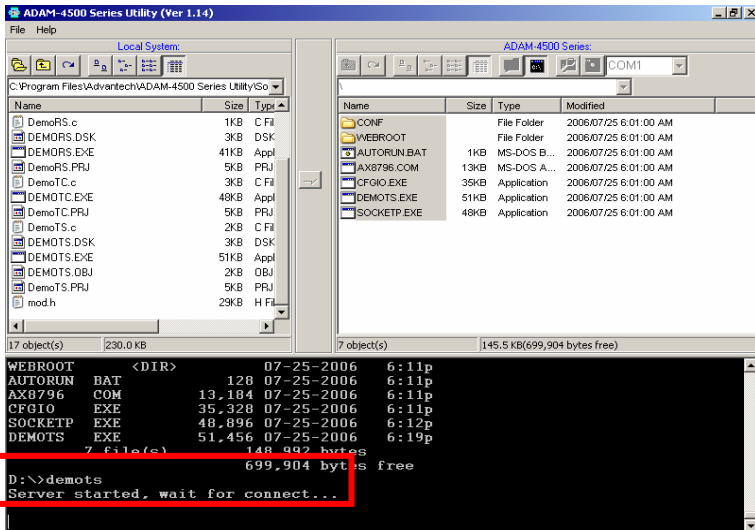 ADAM-4500 Series Utility (Ver 1.14)
File Help
Local System:
C:\Program Files\Advantech\ADAM-4500 Series Utility\So
Name Size Type
DemoRS.c 1KB C Fil
DEMORS.DSK 3KB DSK
DEMORS.EXE 41KB Appl
DemoRS.PRJ 5KB PRJ
DemoTC.c 3KB C Fil
DEMOTC.EXE 48KB Appl
DemoTC.PRJ 5KB PRJ
DemoTS.c 2KB C Fil
DEMOTS.DSK 3KB DSK
DEMOTS.EXE 51KB Appl
DEMOTS.OBJ 2KB OBJ
DemoTS.PRJ 5KB PRJ
mod.h 29KB H Fil
17 object(s) 230.0 KB
ADAM-4500 Series:
COM1
\
Name Size Type Modified
CONF File Folder 2006/07/25 6:01:00 AM
WEBROOT File Folder 2006/07/25 6:01:00 AM
AUTORUN.BAT 1KB MS-DOS B... 2006/07/25 6:01:00 AM
AX8796.COM 13KB MS-DOS A... 2006/07/25 6:01:00 AM
CFGIO.EXE 35KB Application 2006/07/25 6:01:00 AM
DEMOTS.EXE 51KB Application 2006/07/25 6:01:00 AM
SOCKETP.EXE 48KB Application 2006/07/25 6:01:00 AM
7 object(s) 145.5 KB(699,904 bytes free)
WEBROOT <DIR> 07-25-2006 6:11p
AUTORUN BAT 128 07-25-2006 6:11p
AX8796 COM 13,184 07-25-2006 6:11p
CFGIO EXE 35,328 07-25-2006 6:11p
SOCKETP EXE 48,896 07-25-2006 6:12p
DEMOTS EXE 51,456 07-25-2006 6:19p
7 file(s) 148,992 bytes
699,904 bytes free
D:\>demots
Server started, wait for connect...